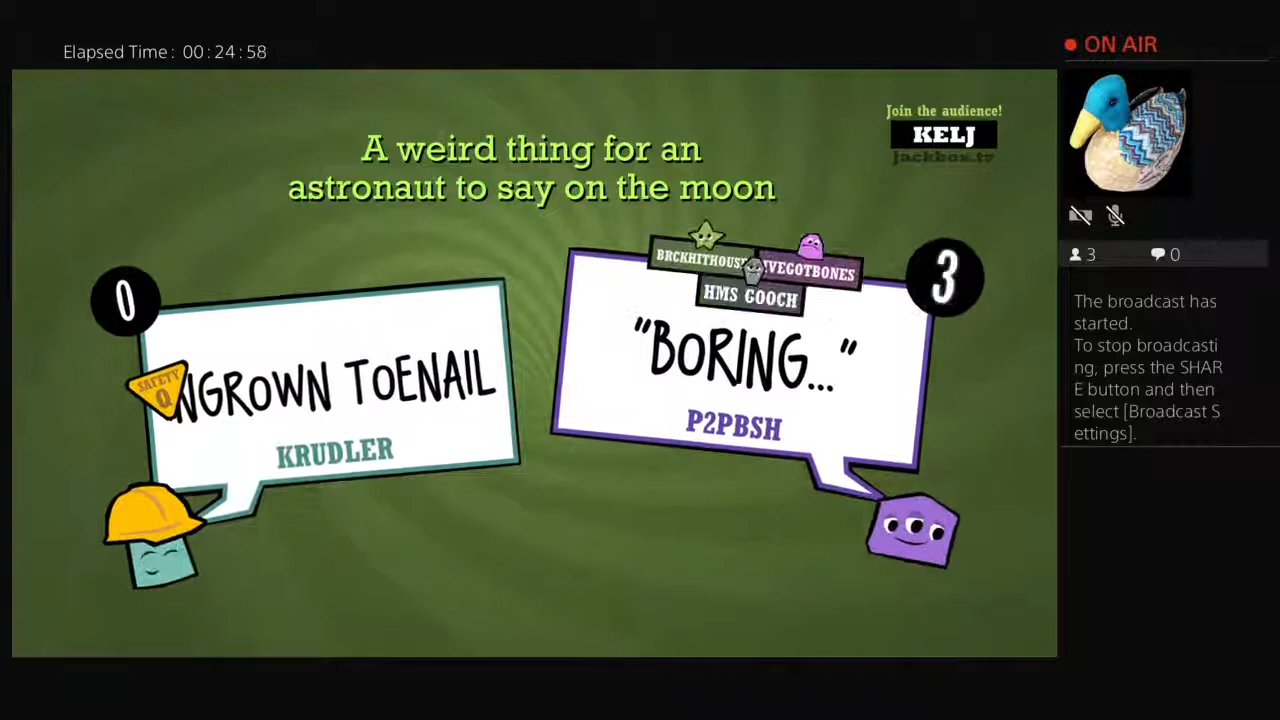 Elapsed Time: 00:24:58
ON AIR
Join the audience!
KELJ
jackbox.tv
A weird thing for an
astronaut to say on the moon
0
SAFETY
Q
NGROWN TOENAIL
KRUDLER
BRCKHITHOUS
IVEGOTBONES
HMS GOOCH
3
"BORING..."
P2PBSH
3
0
The broadcast has
started.
To stop broadcasti
ng, press the SHAR
E button and then
select [Broadcast S
ettings].